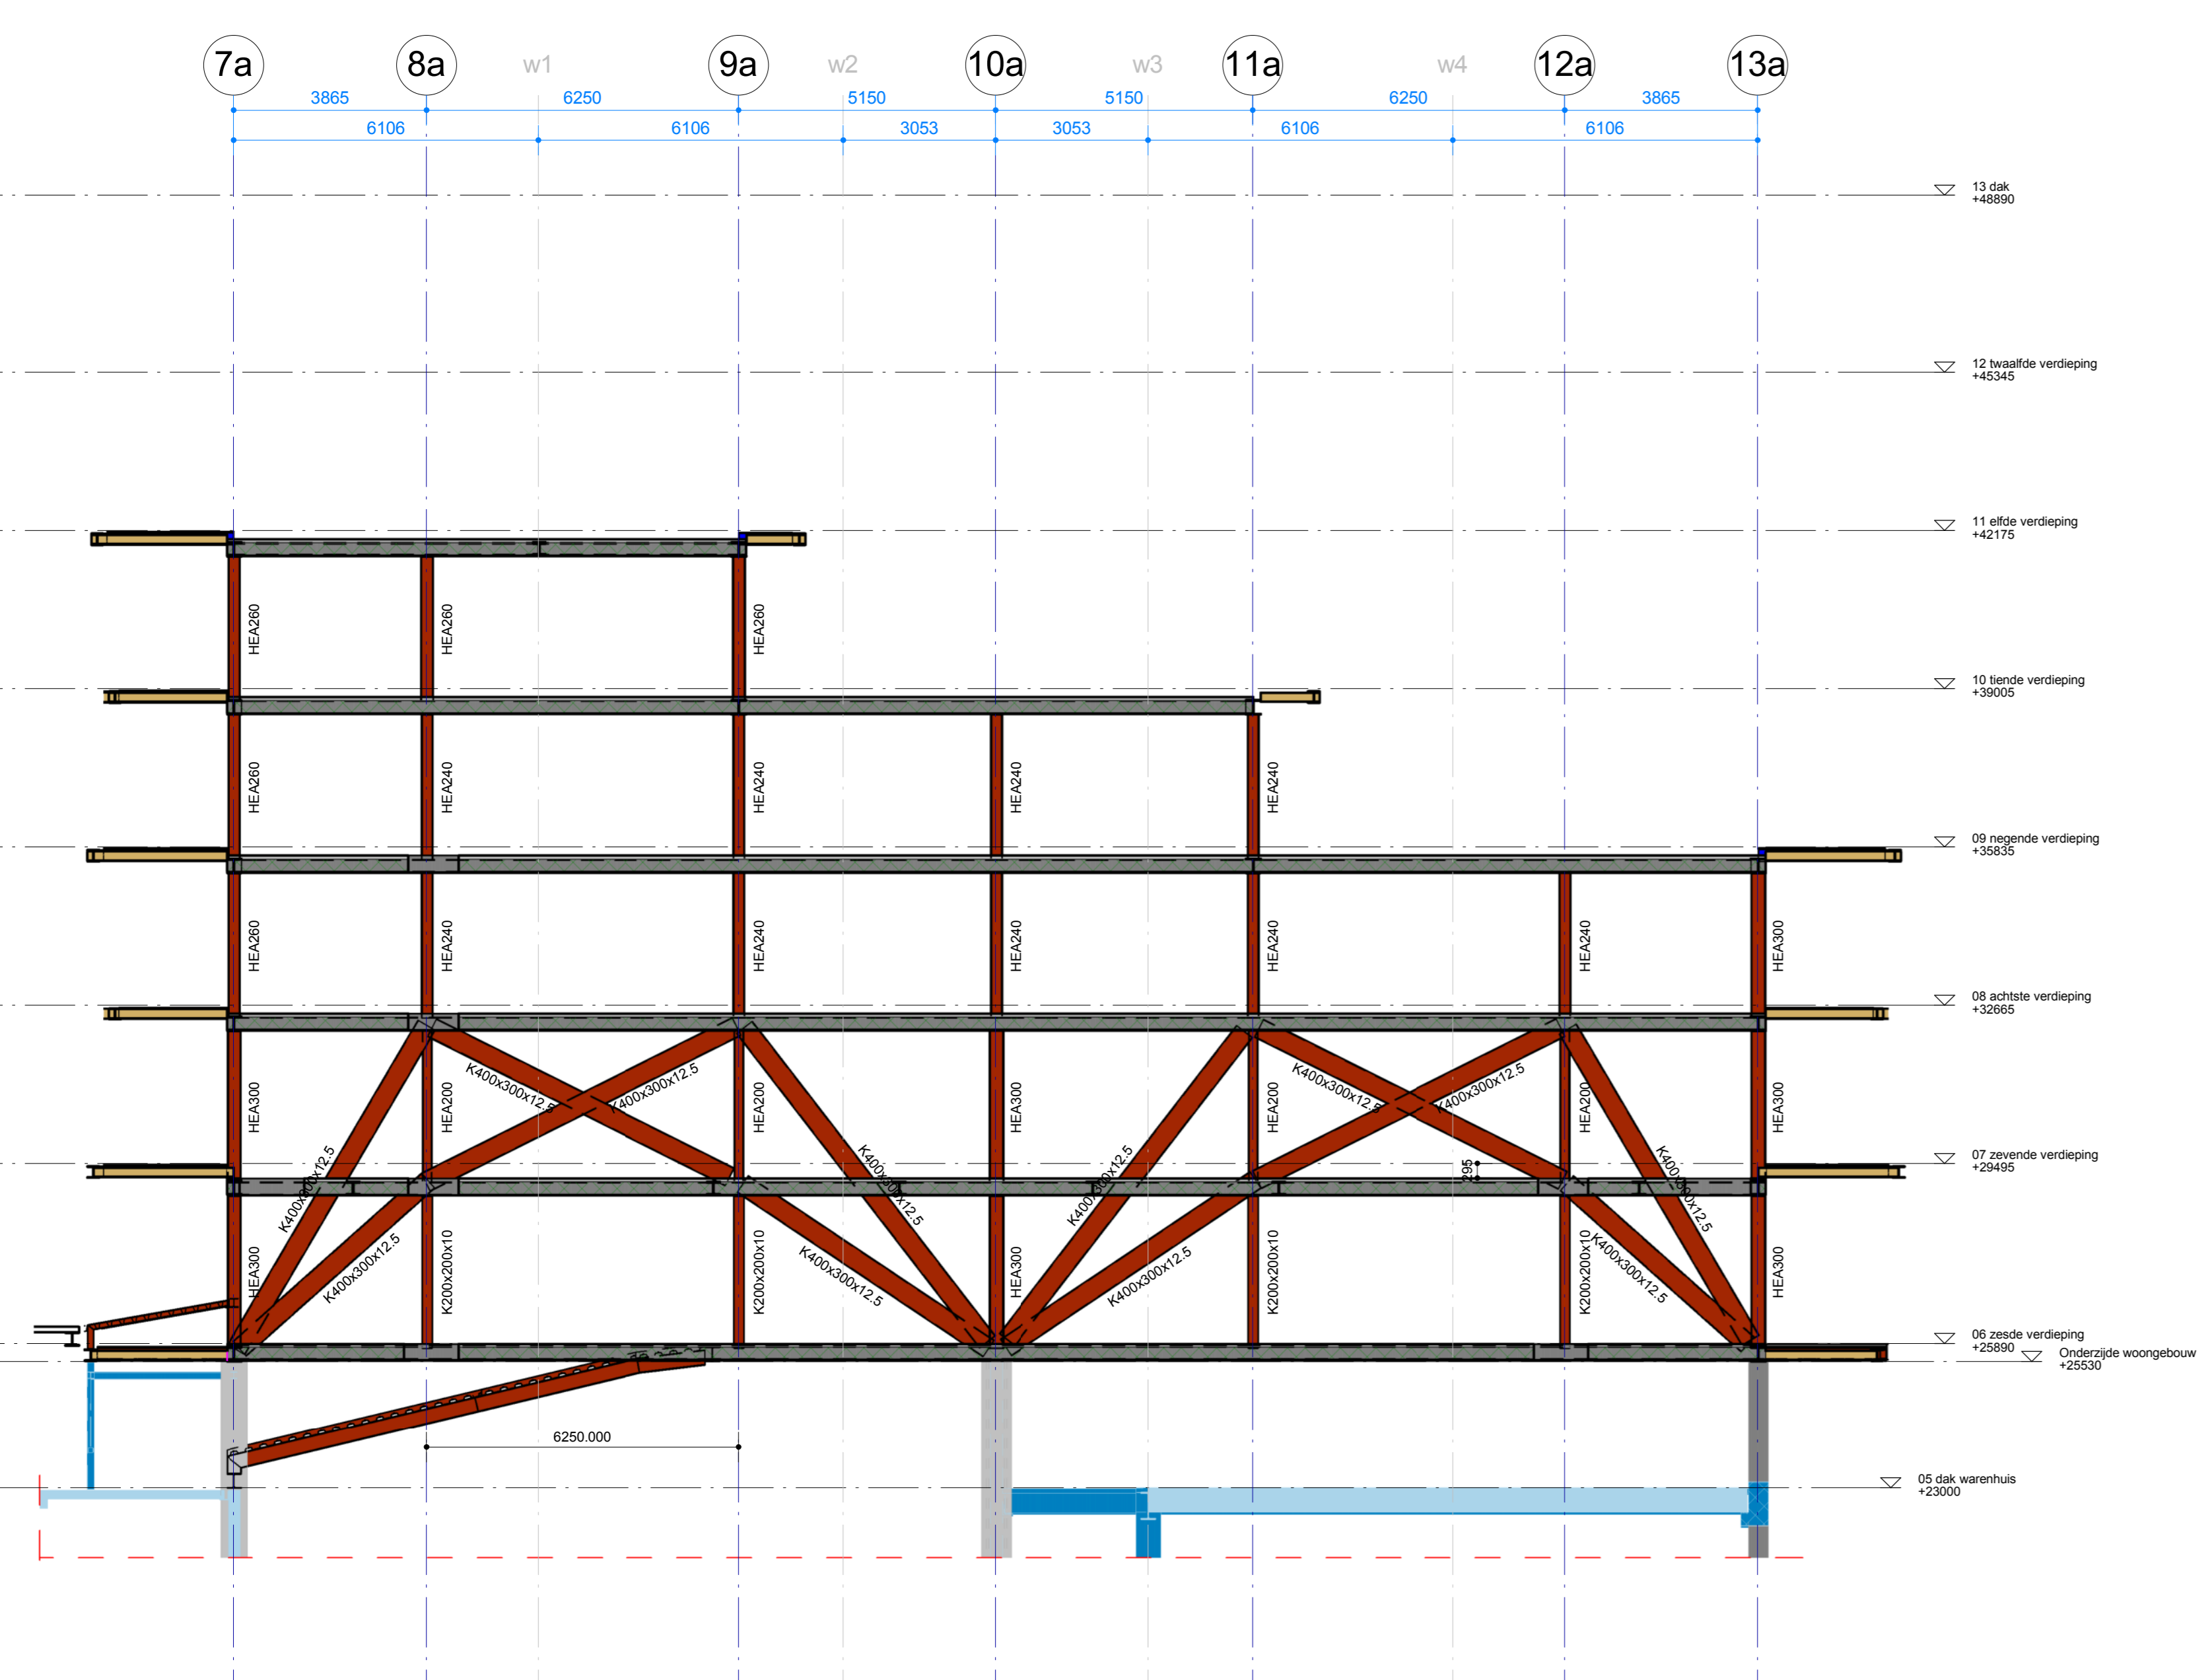 7a 8a w1 9a w2 10a w3 11a w4 12a 13a
3865 6250 5150 5150 6250 3865
6106 6106 3053 3053 6106 6106
13 dak
+48890
12 twaalfde verdieping
+45345
11 elfde verdieping
+42175
HEA260 HEA260 HEA260
10 tiende verdieping
+39005
HEA260 HEA240 HEA240 HEA240 HEA240
09 negende verdieping
+35835
HEA260 HEA240 HEA240 HEA240 HEA240 HEA240 HEA300
08 achtste verdieping
+32665
K400x300x12.5 K400x300x12.5 K400x300x12.5 K400x300x12.5
HEA300 HEA200 HEA200 HEA300 HEA200 HEA200 HEA300
K400x300x12.5 K400x300x12.5 K400x300x12.5 K400x300x12.5
07 zevende verdieping
+29495
295
HEA300 K200x200x10 K200x200x10 HEA300 K200x200x10 K200x200x10 HEA300
K400x300x12.5 K400x300x12.5 K400x300x12.5 K400x300x12.5
06 zesde verdieping
+25890
Onderzijde woongebouw
+25530
6250.000
05 dak warenhuis
+23000